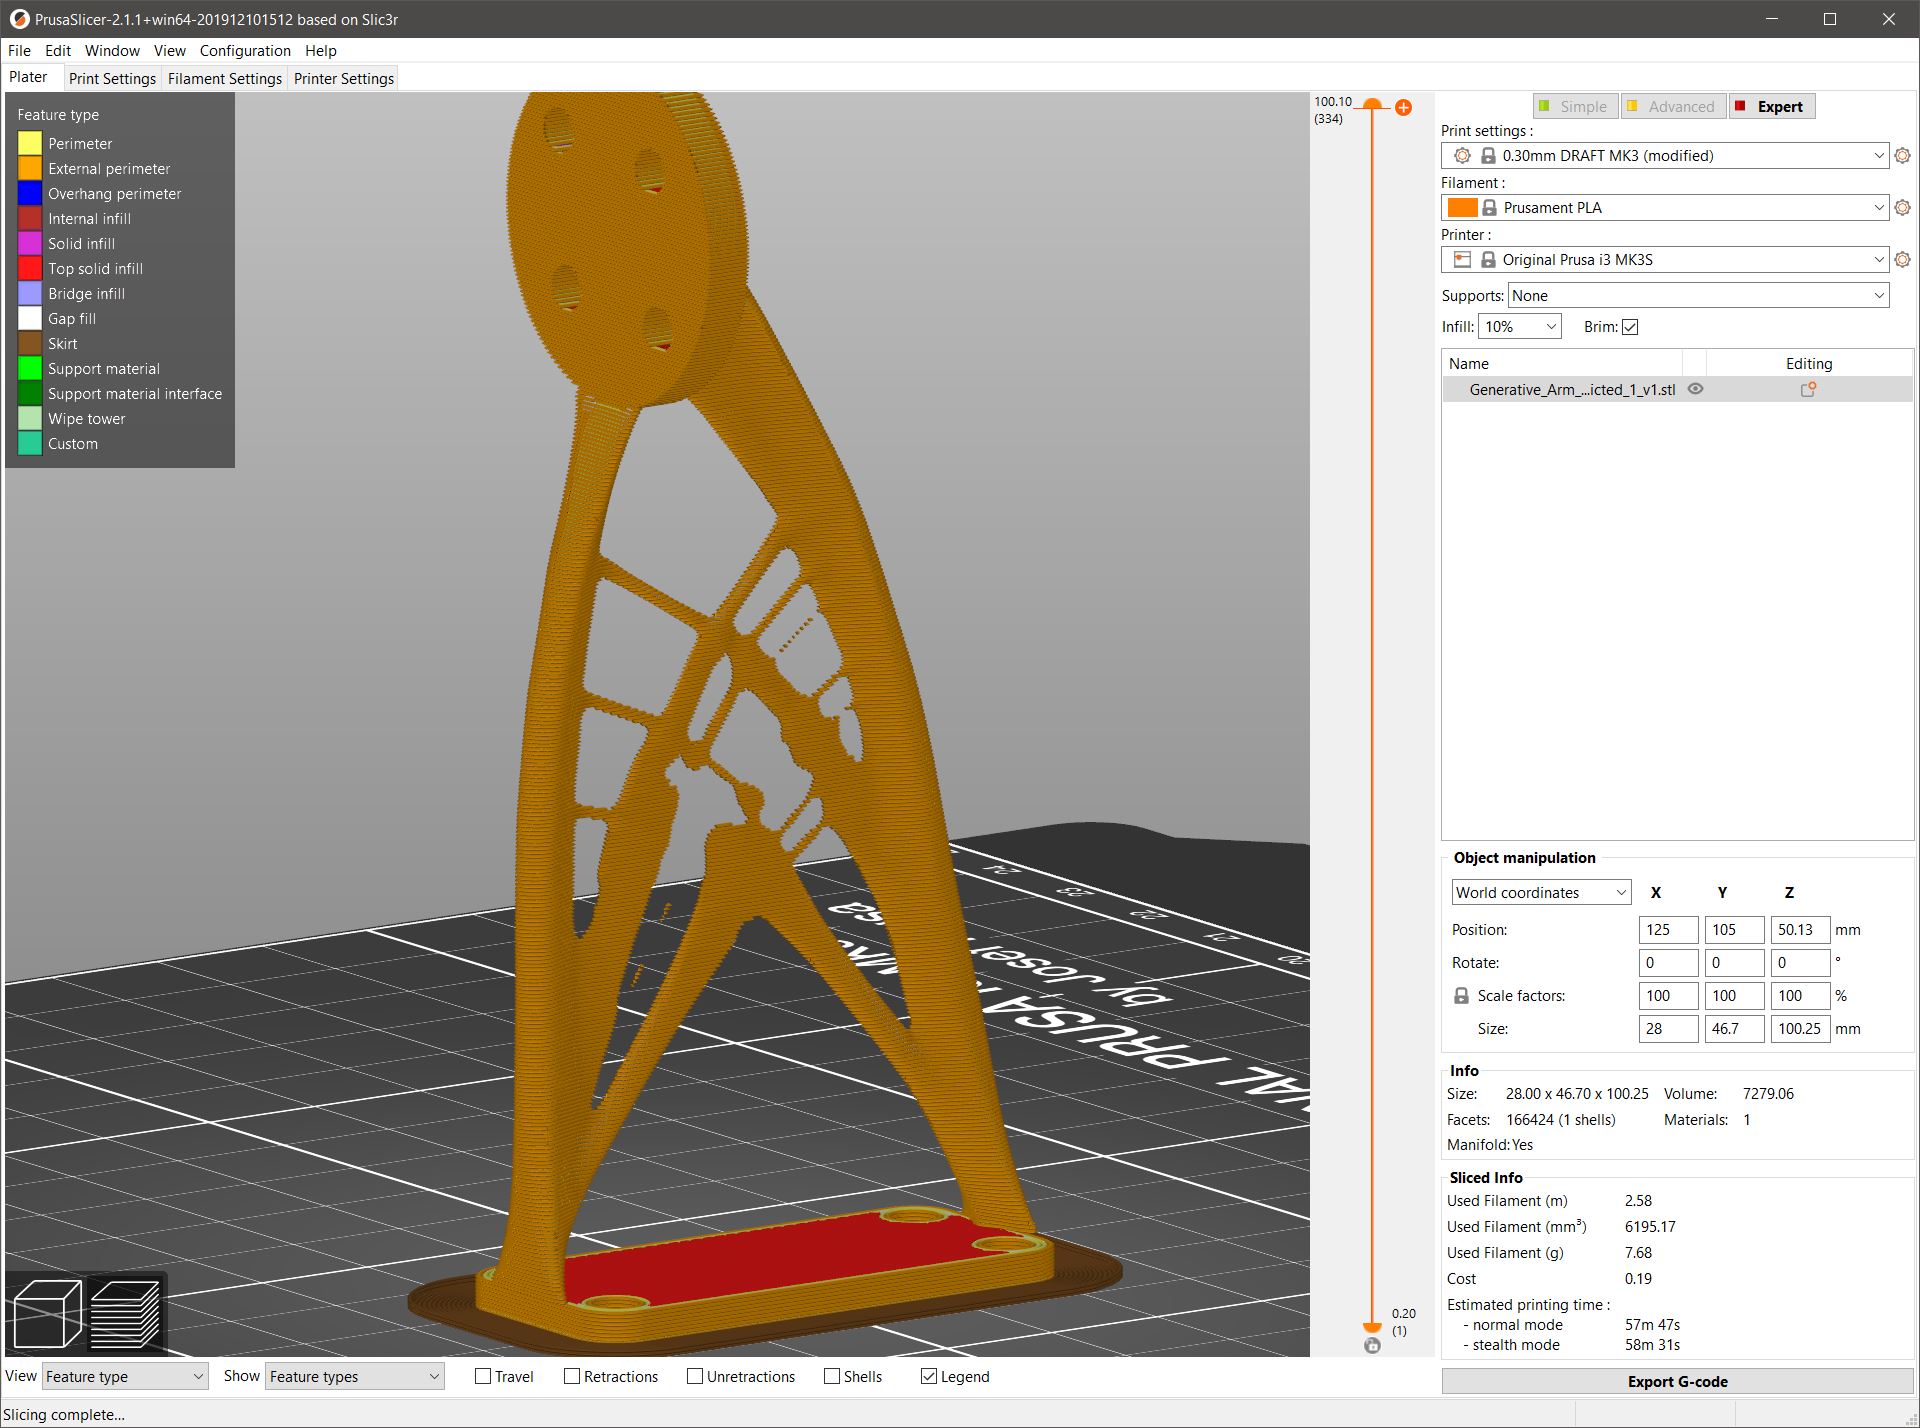 PrusaSlicer-2.1.1+win64-201912101512 based on Slic3r
File Edit Window View Configuration Help
Plater Print Settings Filament Settings Printer Settings
Feature type
Perimeter
External perimeter
Overhang perimeter
Internal infill
Solid infill
Top solid infill
Bridge infill
Gap fill
Skirt
Support material
Support material interface
Wipe tower
Custom
24
23
22
21
20
by Josef
PRUSA
100.10
(334)
0.20
(1)
Simple Advanced Expert
Print settings :
0.30mm DRAFT MK3 (modified)
Filament :
Prusament PLA
Printer :
Original Prusa i3 MK3S
Supports: None
Infill: 10% Brim:
Name Editing
Generative_Arm_...icted_1_v1.stl
Object manipulation
World coordinates X Y Z
Position: 125 105 50.13 mm
Rotate: 0 0 0 °
Scale factors: 100 100 100 %
Size: 28 46.7 100.25 mm
Info
Size: 28.00 x 46.70 x 100.25 Volume: 7279.06
Facets: 166424 (1 shells) Materials: 1
Manifold: Yes
Sliced Info
Used Filament (m) 2.58
Used Filament (mm³) 6195.17
Used Filament (g) 7.68
Cost 0.19
Estimated printing time :
- normal mode 57m 47s
- stealth mode 58m 31s
Export G-code
View Feature type Show Feature types Travel Retractions Unretractions Shells Legend
Slicing complete...